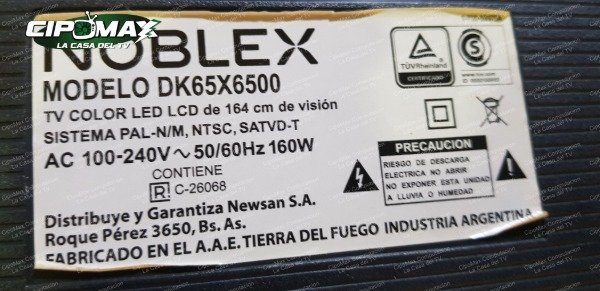 CIPOMAX
LA CASA DEL TV
NOBLEX
MODELO DK65X6500
TV COLOR LED LCD de 164 cm de visión
SISTEMA PAL-N/M, NTSC, SATVD-T
AC 100-240V ~ 50/60Hz 160W
CONTIENE
R C-26068
Distribuye y Garantiza Newsan S.A.
Roque Pérez 3650, Bs. As.
FABRICADO EN EL A.A.E. TIERRA DEL FUEGO INDUSTRIA ARGENTINA
TÜVRheinland
CERTIFICADO
S
PRECAUCION
RIESGO DE DESCARGA
ELECTRICA NO ABRIR
NO EXPONER ESTA UNIDAD
A LLUVIA O HUMEDAD